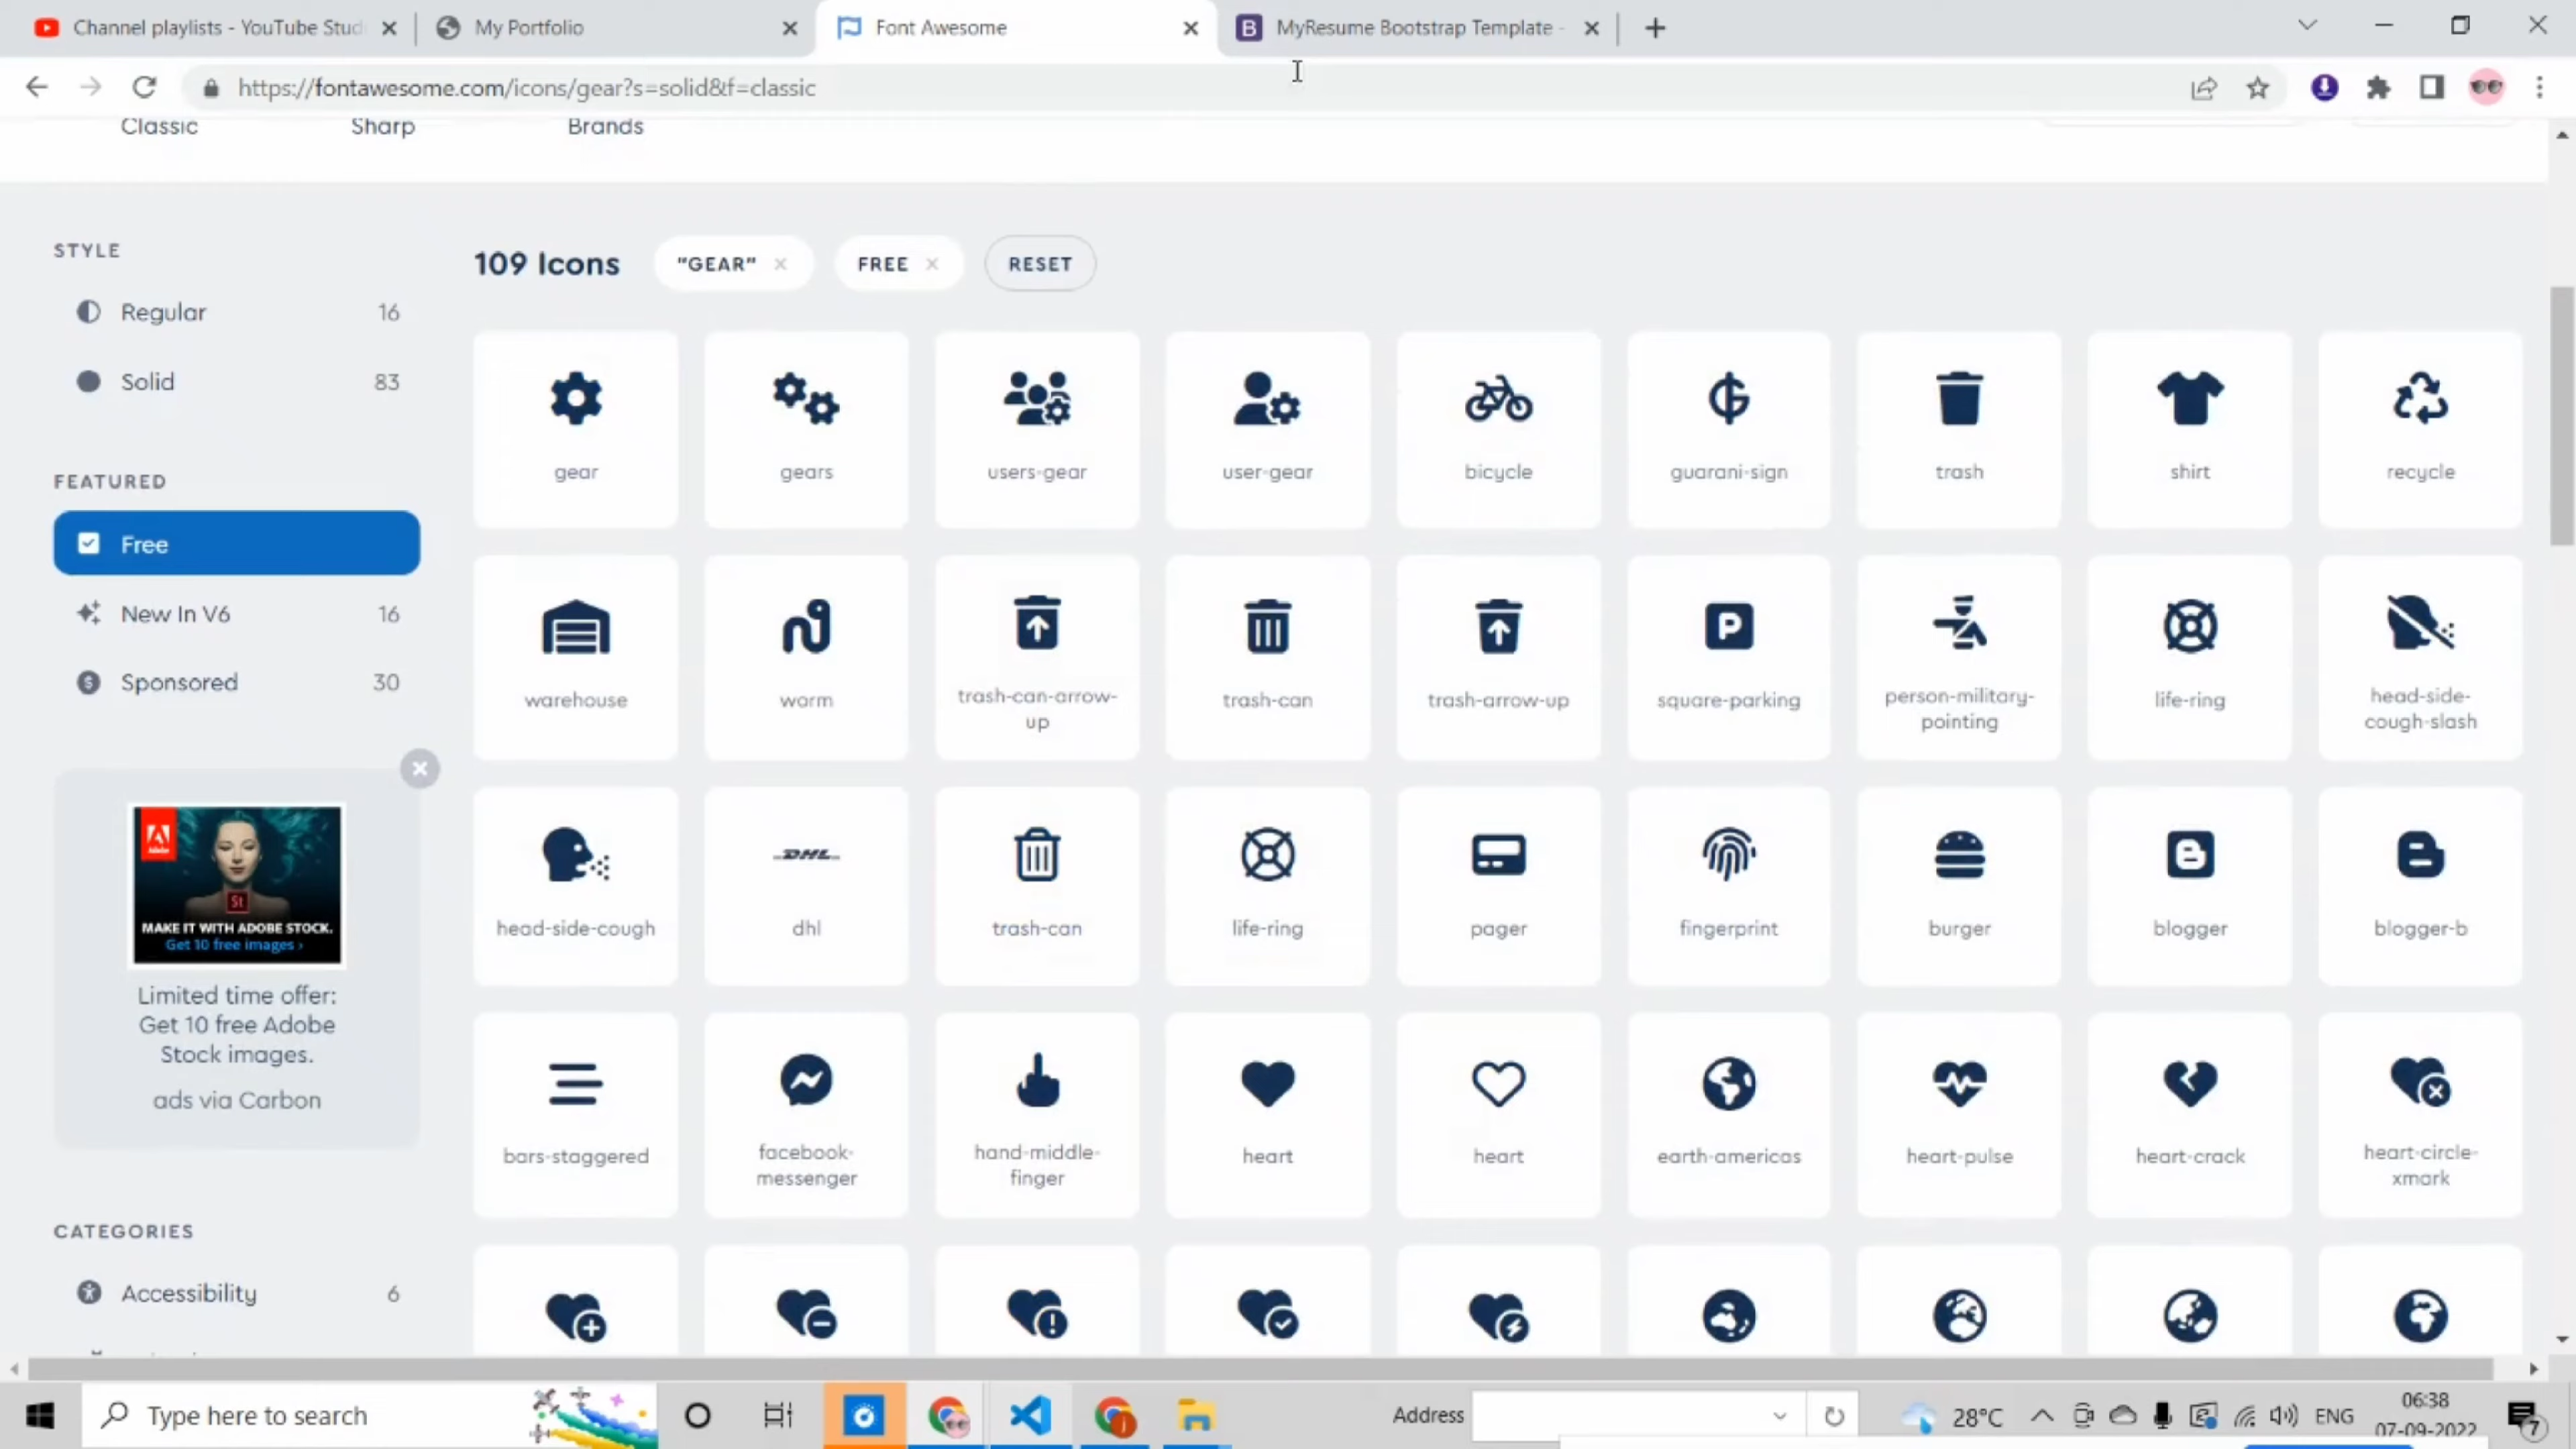 Channel playlists - YouTube Stud
My Portfolio
Font Awesome
MyResume Bootstrap Template -
https://fontawesome.com/icons/gear?s=solid&f=classic
Classic
Sharp
Brands
STYLE
Regular 16
Solid 83
FEATURED
Free
New In V6 16
Sponsored 30
Adobe
St
MAKE IT WITH ADOBE STOCK.
Get 10 free images ›
Limited time offer:
Get 10 free Adobe
Stock images.
ads via Carbon
CATEGORIES
Accessibility 6
109 Icons "GEAR" FREE RESET
gear
gears
users-gear
user-gear
bicycle
guarani-sign
trash
shirt
recycle
warehouse
worm
trash-can-arrow-
up
trash-can
trash-arrow-up
P
square-parking
person-military-
pointing
life-ring
head-side-
cough-slash
head-side-cough
DHL
dhl
trash-can
life-ring
pager
fingerprint
burger
blogger
blogger-b
bars-staggered
facebook-
messenger
hand-middle-
finger
heart
heart
earth-americas
heart-pulse
heart-crack
heart-circle-
xmark
Type here to search
Address
28°C
ENG
06:38
07-09-2022
7